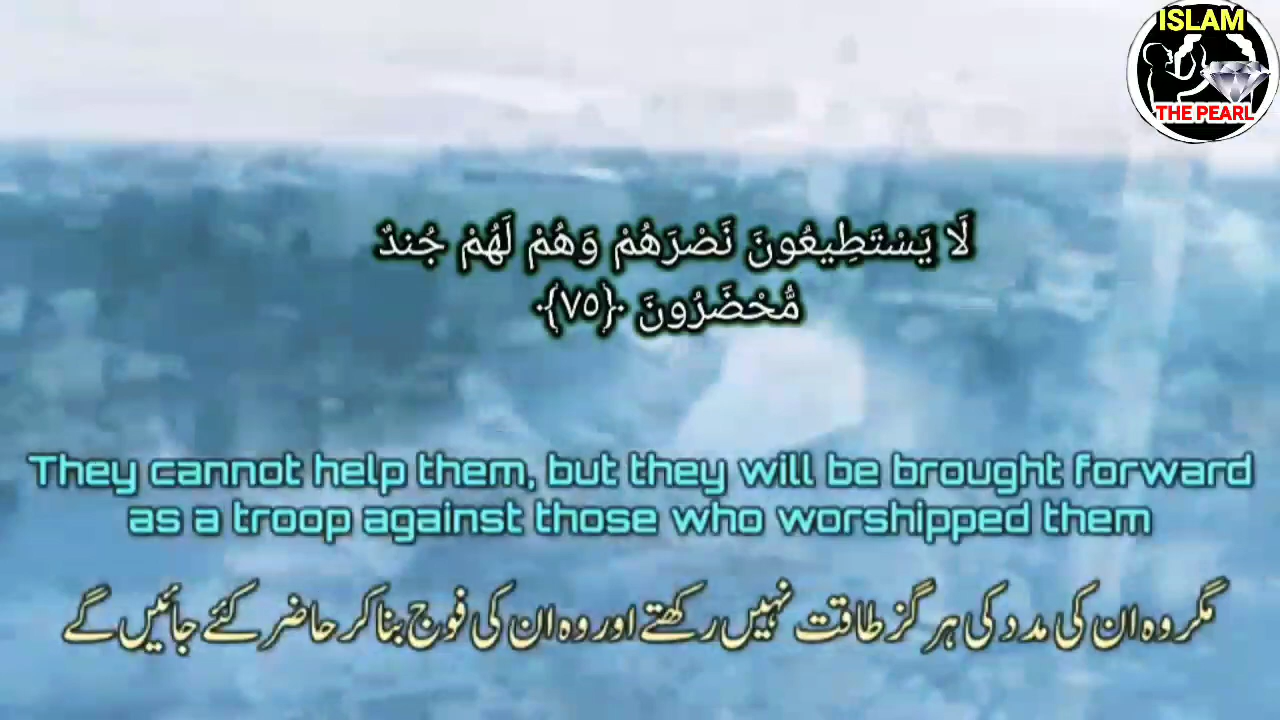 ISLAM
THE PEARL
لَا يَسْتَطِيعُونَ نَصْرَهُمْ وَهُمْ لَهُمْ جُندٌ
مُّحْضَرُونَ ﴿٧٥﴾
They cannot help them, but they will be brought forward
as a troop against those who worshipped them
مگر وہ ان کی مدد کی ہر گز طاقت نہیں رکھتے اور وہ ان کی فوج بنا کر حاضر کئے جائیں گے